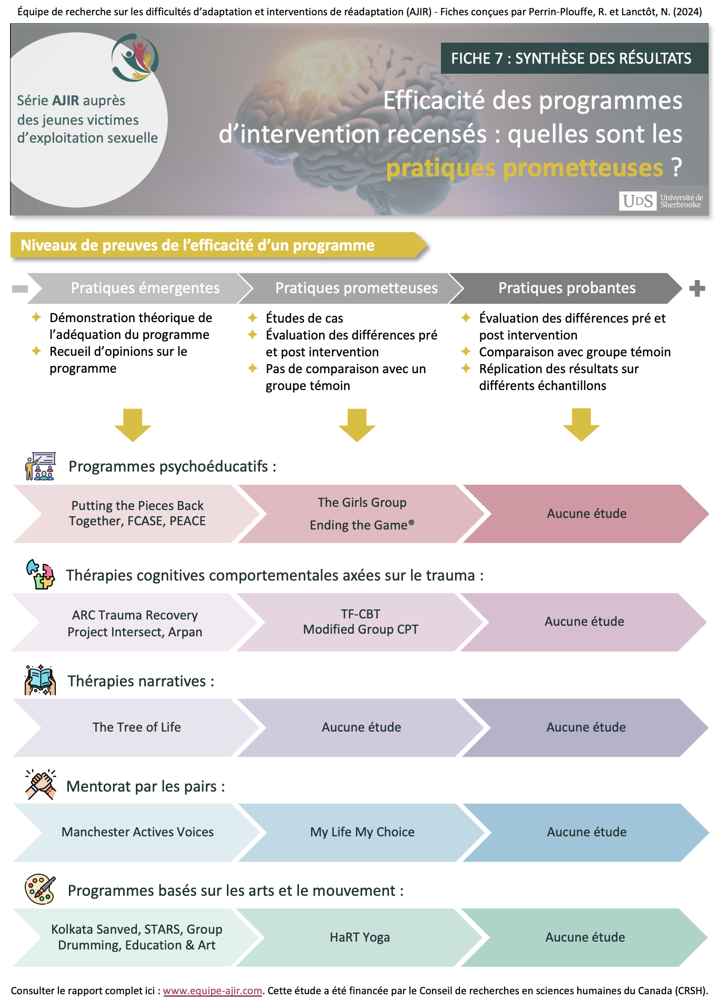 Équipe de recherche sur les difficultés d’adaptation et interventions de réadaptation (AJIR) - Fiches conçues par Perrin-Plouffe, R. et Lanctôt, N. (2024)
FICHE 7 : SYNTHÈSE DES RÉSULTATS
Série AJIR auprès
des jeunes victimes
d’exploitation sexuelle
Efficacité des programmes
d’intervention recensés : quelles sont les
pratiques prometteuses ?
UDS Université de
Sherbrooke
Niveaux de preuves de l’efficacité d’un programme
Pratiques émergentes
Pratiques prometteuses
Pratiques probantes
Démonstration théorique de
l’adéquation du programme
Recueil d’opinions sur le
programme
Études de cas
Évaluation des différences pré
et post intervention
Pas de comparaison avec un
groupe témoin
Évaluation des différences pré et
post intervention
Comparaison avec groupe témoin
Réplication des résultats sur
différents échantillons
Programmes psychoéducatifs :
Putting the Pieces Back
Together, FCASE, PEACE
The Girls Group
Ending the Game®
Aucune étude
Thérapies cognitives comportementales axées sur le trauma :
ARC Trauma Recovery
Project Intersect, Arpan
TF-CBT
Modified Group CPT
Aucune étude
Thérapies narratives :
The Tree of Life
Aucune étude
Aucune étude
Mentorat par les pairs :
Manchester Actives Voices
My Life My Choice
Aucune étude
Programmes basés sur les arts et le mouvement :
Kolkata Sanved, STARS, Group
Drumming, Education & Art
HaRT Yoga
Aucune étude
Consulter le rapport complet ici : www.equipe-ajir.com. Cette étude a été financée par le Conseil de recherches en sciences humaines du Canada (CRSH).